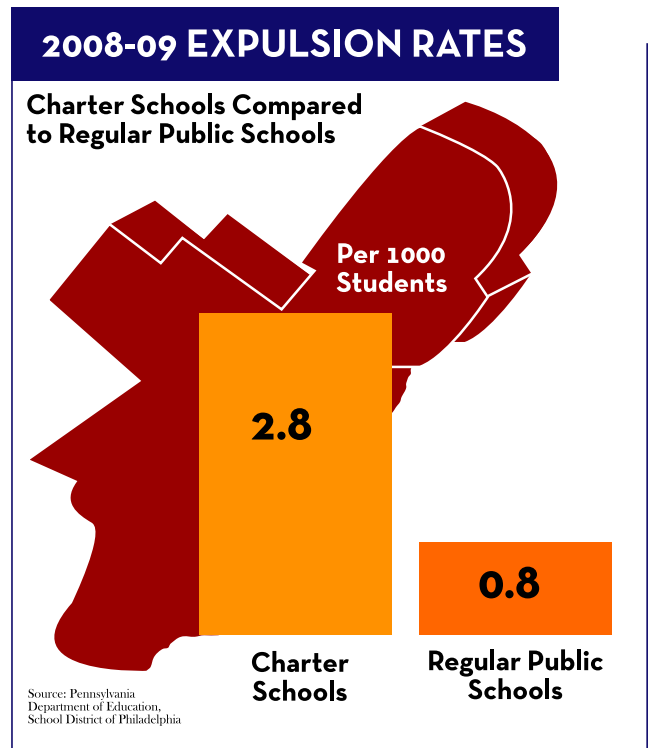 2008-09 EXPULSION RATES
Charter Schools Compared
to Regular Public Schools
Per 1000
Students
2.8
0.8
Charter
Schools
Regular Public
Schools
Source: Pennsylvania
Department of Education,
School District of Philadelphia